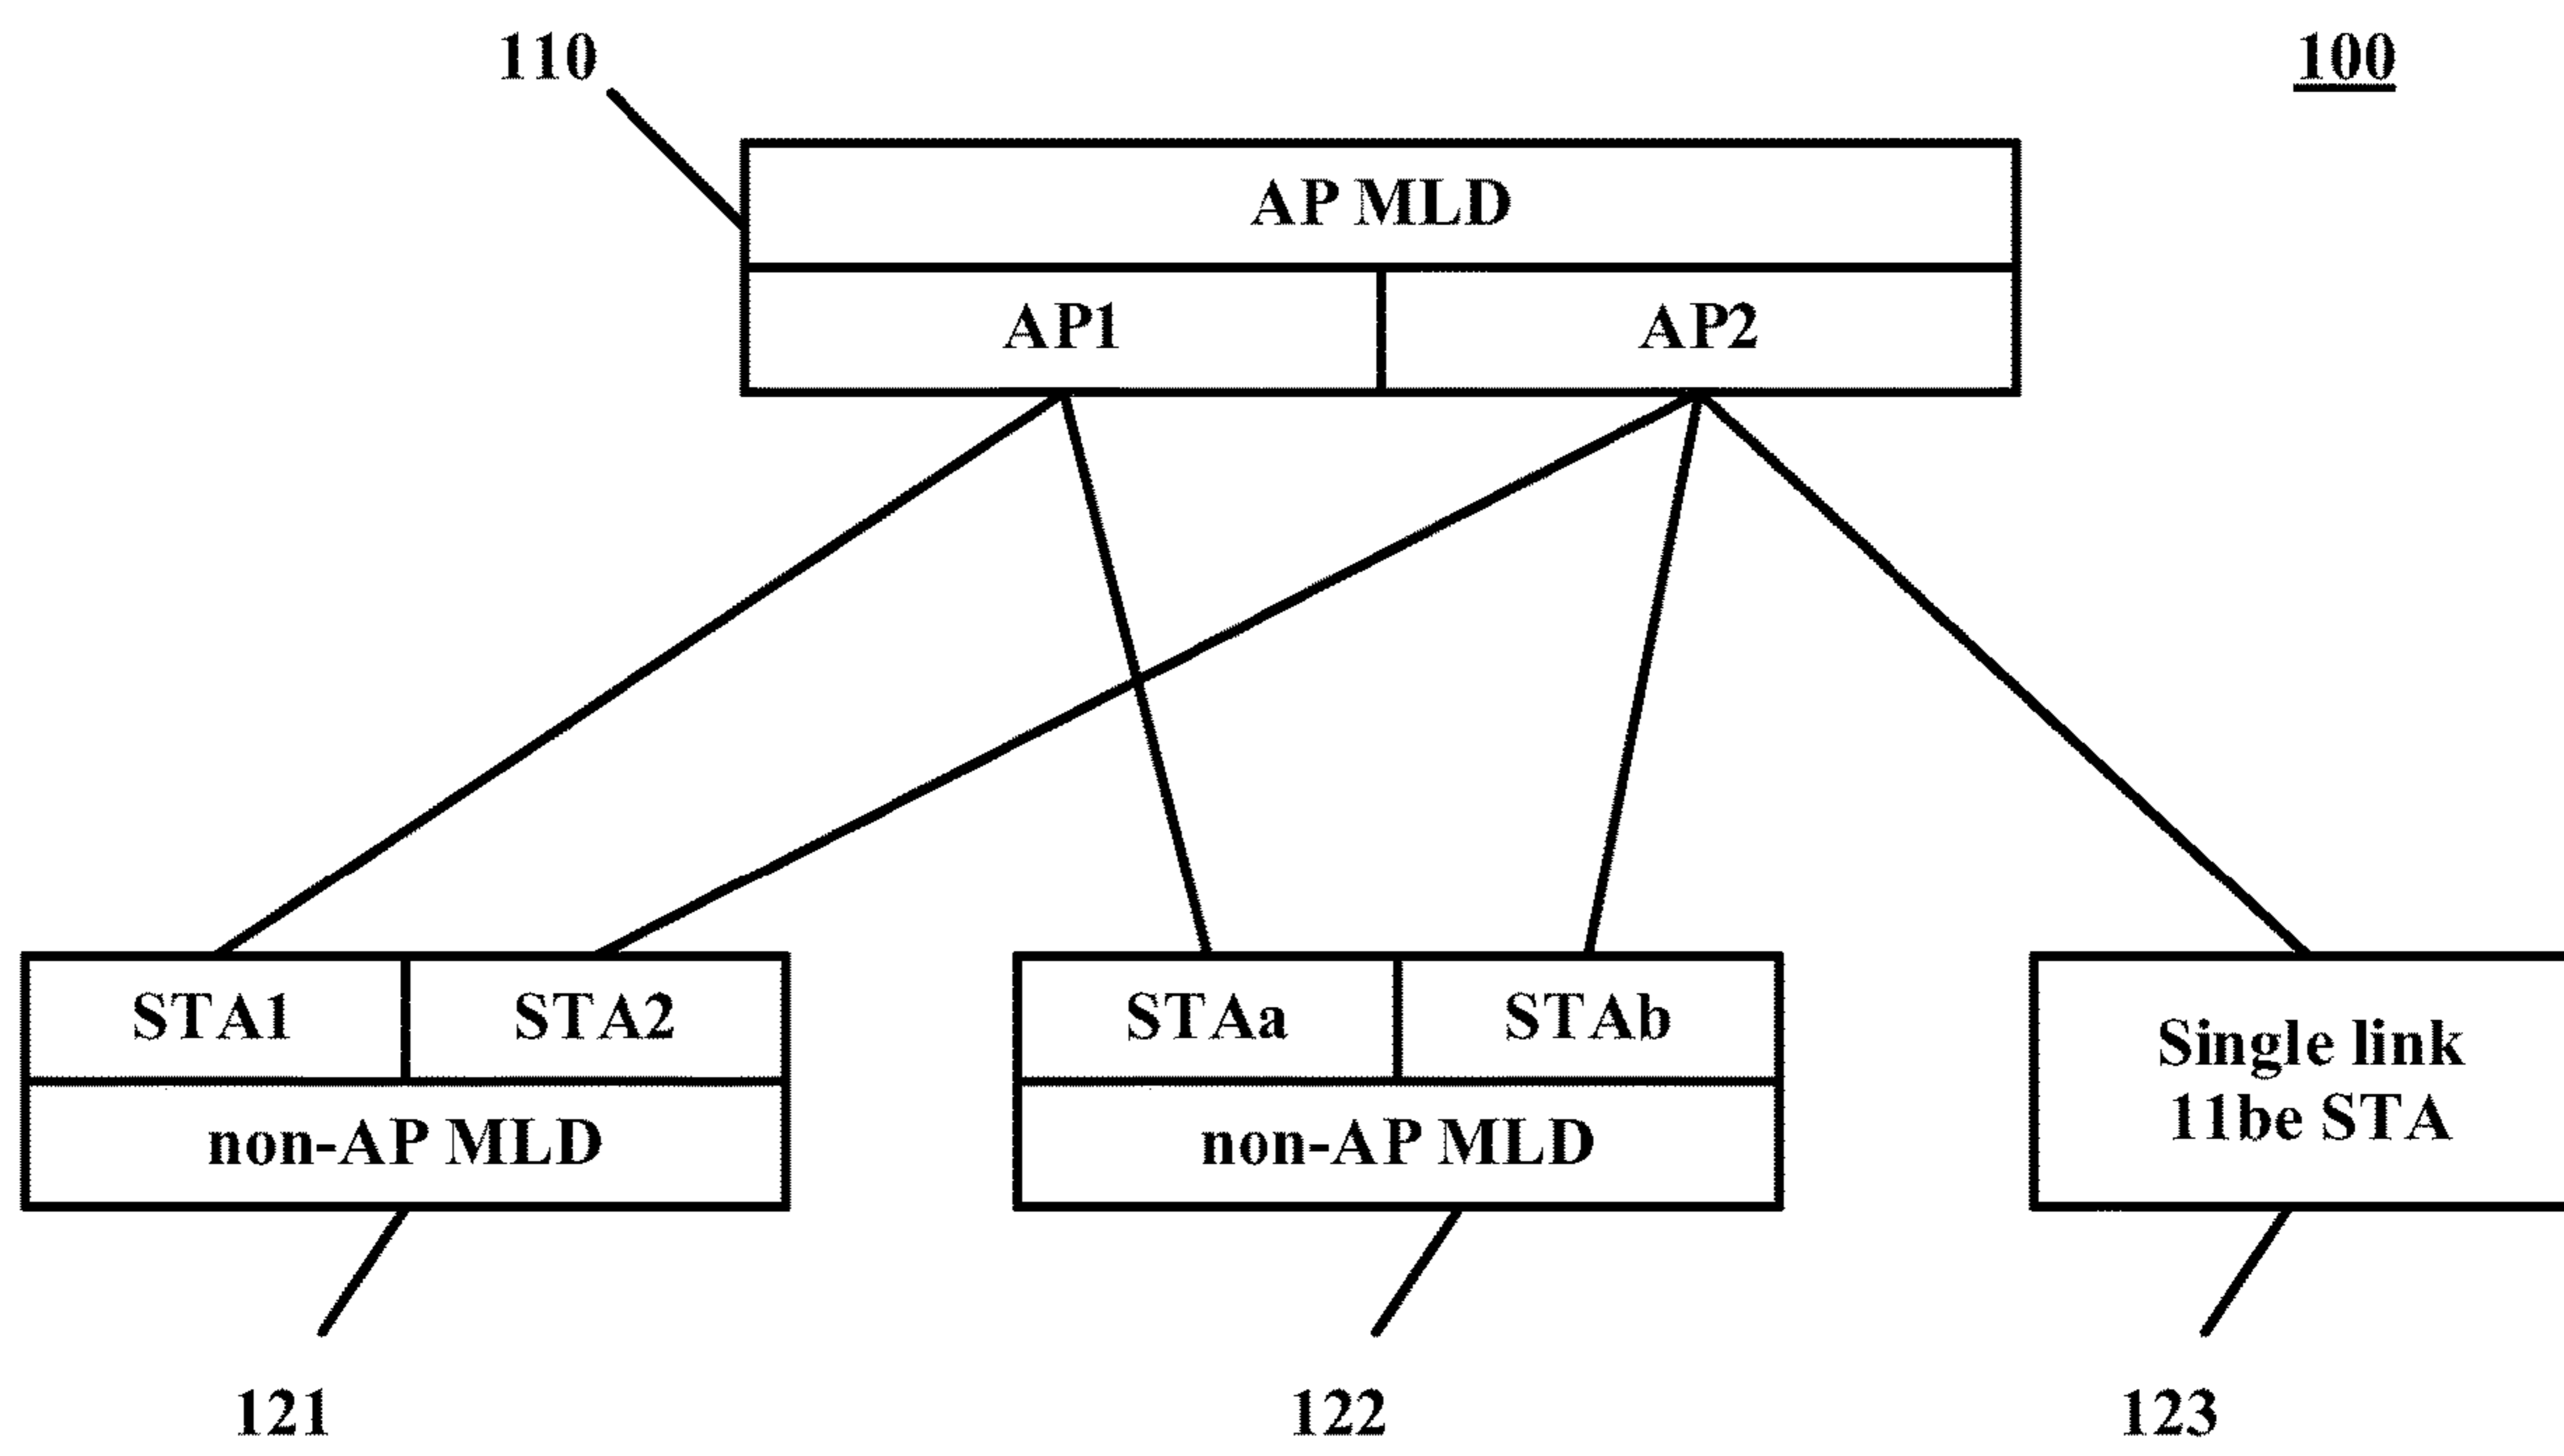 110
100
AP MLD
AP1
AP2
STA1
STA2
non-AP MLD
STAa
STAb
non-AP MLD
Single link
11be STA
121
122
123